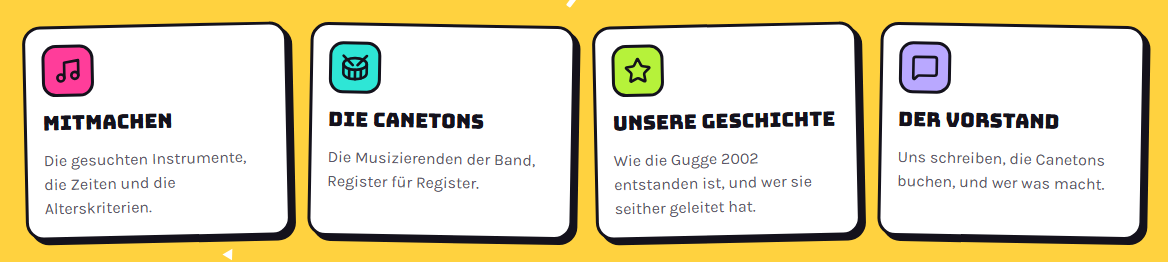 MITMACHEN
Die gesuchten Instrumente,
die Zeiten und die
Alterskriterien.
DIE CANETONS
Die Musizierenden der Band,
Register für Register.
UNSERE GESCHICHTE
Wie die Gugge 2002
entstanden ist, und wer sie
seither geleitet hat.
DER VORSTAND
Uns schreiben, die Canetons
buchen, und wer was macht.